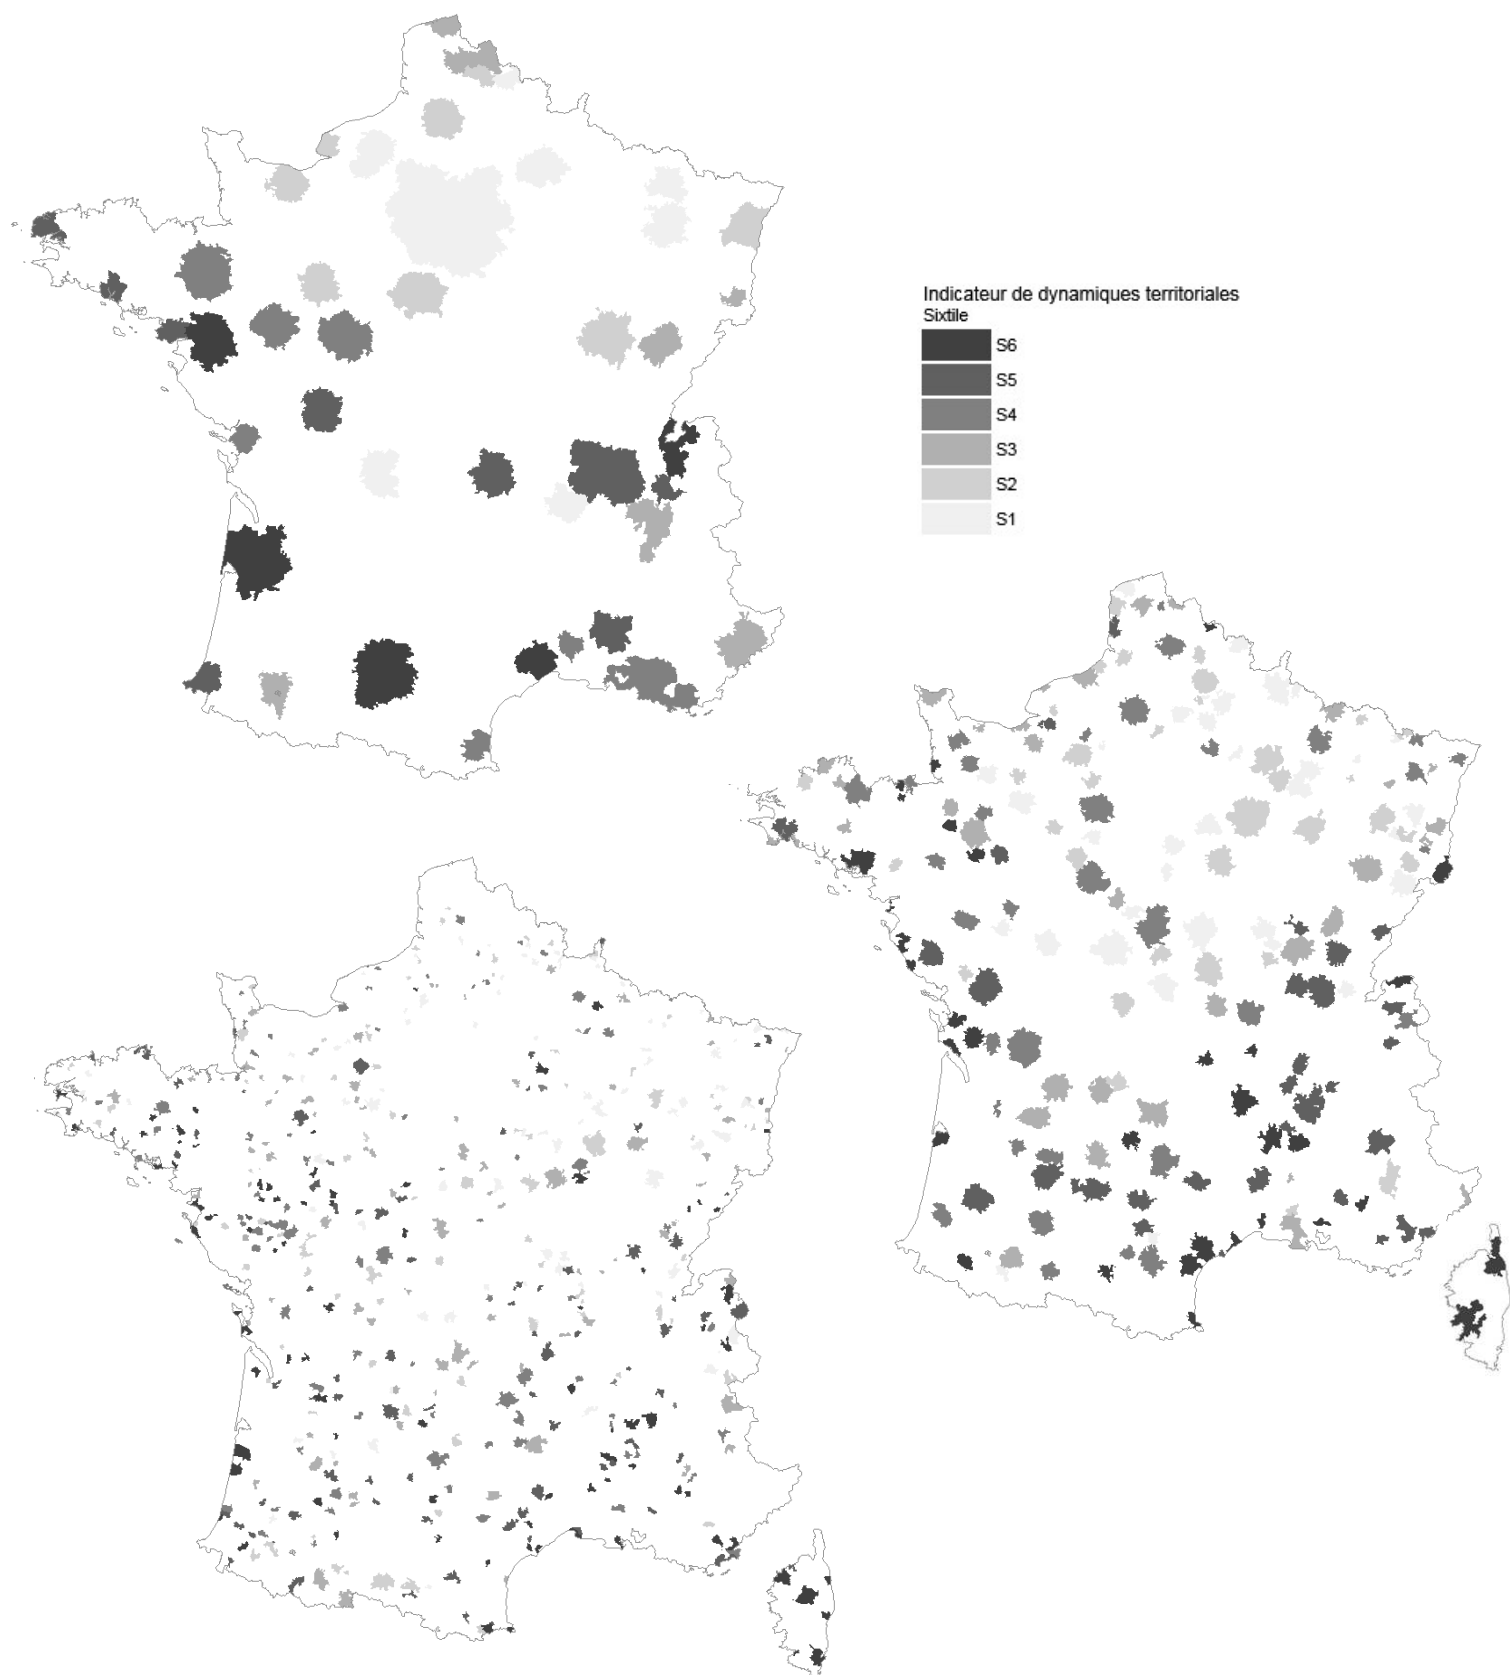 Indicateur de dynamiques territoriales
Sixtile
S6
S5
S4
S3
S2
S1